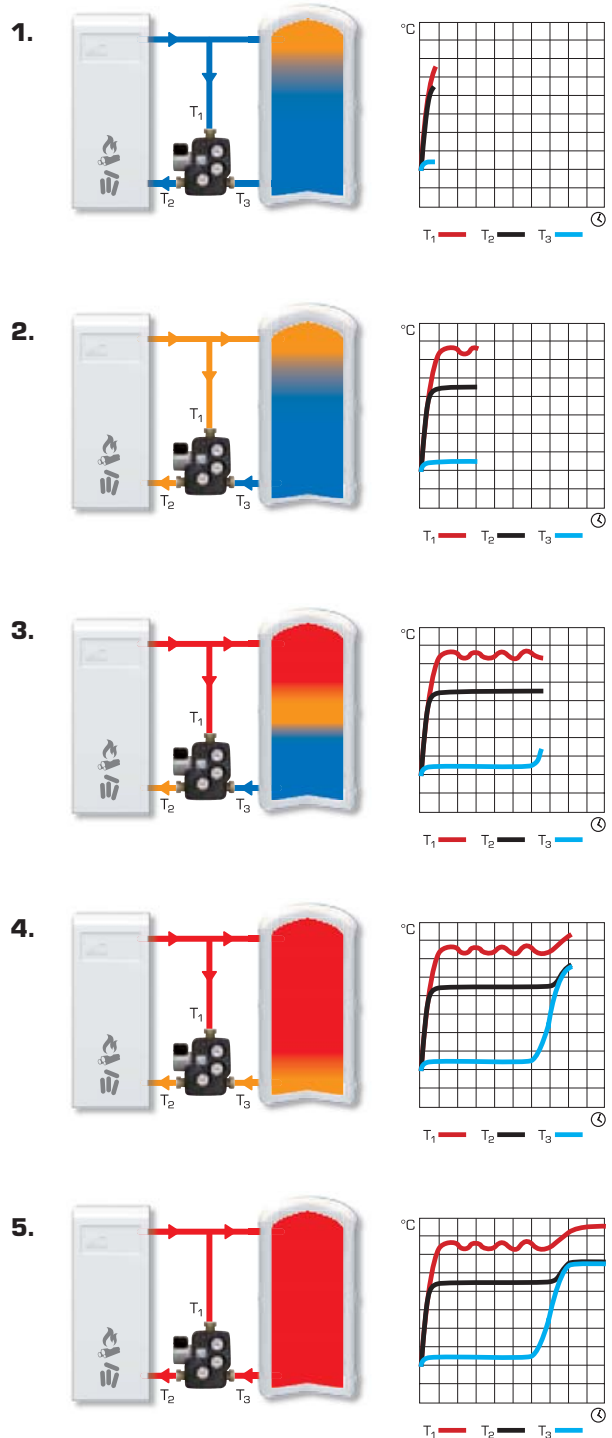 1.
°C
T₁
T₂
T₃
T₁ T₂ T₃
2.
°C
T₁
T₂
T₃
T₁ T₂ T₃
3.
°C
T₁
T₂
T₃
T₁ T₂ T₃
4.
°C
T₁
T₂
T₃
T₁ T₂ T₃
5.
°C
T₁
T₂
T₃
T₁ T₂ T₃